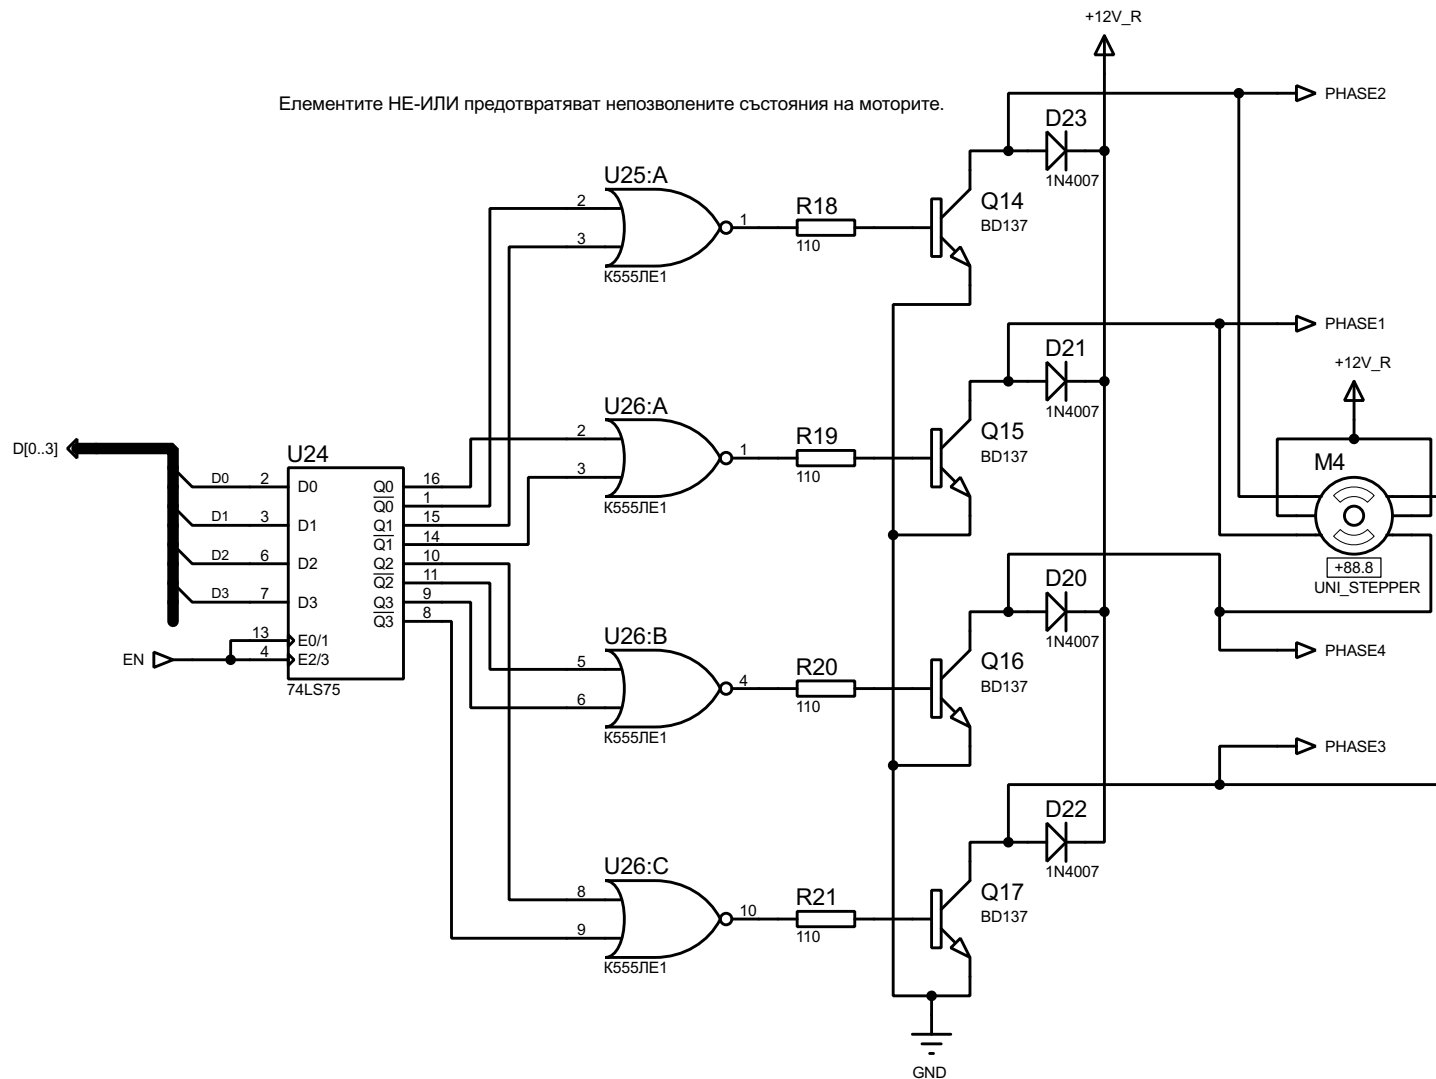 +12V_R
Елементите НЕ-ИЛИ предотвратяват непозволените състояния на моторите.
PHASE2
D23
1N4007
U25:A
2
3
1
К555ЛЕ1
R18
110
Q14
BD137
PHASE1
D21
1N4007
+12V_R
U26:A
2
3
1
К555ЛЕ1
R19
110
Q15
BD137
M4
+88.8
UNI_STEPPER
D[0..3]
U24
D0 2 D0
D1 3 D1
D2 6 D2
D3 7 D3
EN
13 E0/1
4 E2/3
Q0 16
Q0 1
Q1 15
Q1 14
Q2 10
Q2 11
Q3 9
Q3 8
74LS75
D20
1N4007
U26:B
5
6
4
К555ЛЕ1
R20
110
Q16
BD137
PHASE4
PHASE3
D22
1N4007
U26:C
8
9
10
К555ЛЕ1
R21
110
Q17
BD137
GND